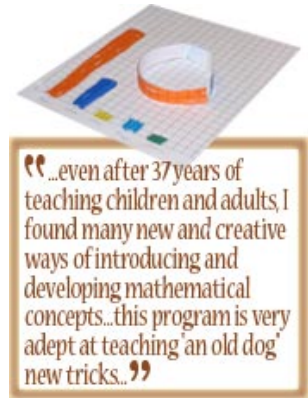 “...even after 37 years of
teaching children and adults, I
found many new and creative
ways of introducing and
developing mathematical
concepts...this program is very
adept at teaching 'an old dog'
new tricks...”